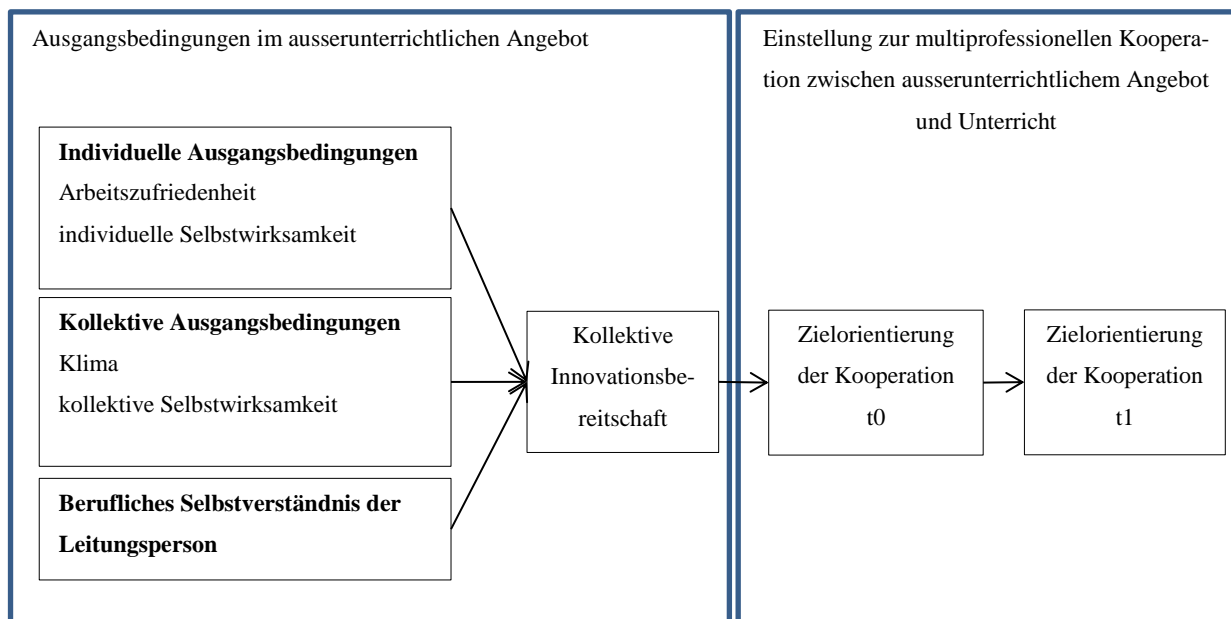 Ausgangsbedingungen im ausserunterrichtlichen Angebot
Individuelle Ausgangsbedingungen
Arbeitszufriedenheit
individuelle Selbstwirksamkeit
Kollektive Ausgangsbedingungen
Klima
kollektive Selbstwirksamkeit
Berufliches Selbstverständnis der
Leitungsperson
Kollektive
Innovationsbe-
reitschaft
Einstellung zur multiprofessionellen Koopera-
tion zwischen ausserunterrichtlichem Angebot
und Unterricht
Zielorientierung
der Kooperation
t0
Zielorientierung
der Kooperation
t1